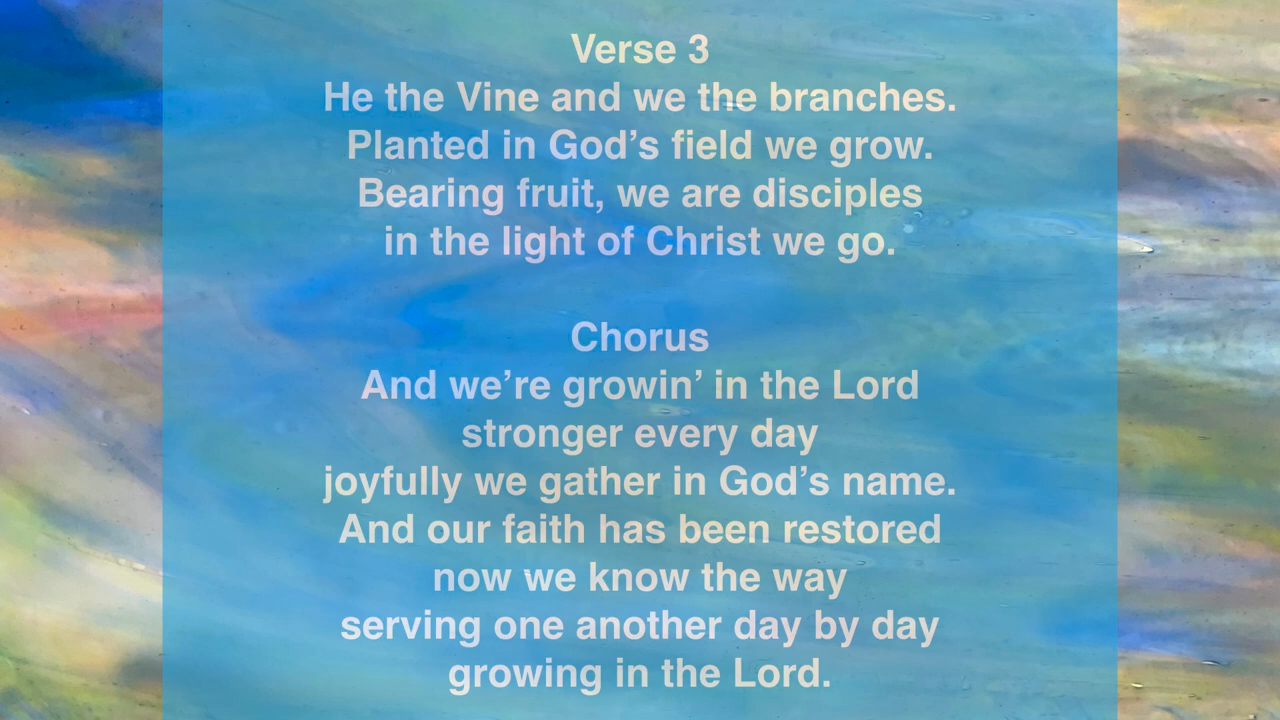 Verse 3
He the Vine and we the branches.
Planted in God’s field we grow.
Bearing fruit, we are disciples
in the light of Christ we go.
Chorus
And we’re growin’ in the Lord
stronger every day
joyfully we gather in God’s name.
And our faith has been restored
now we know the way
serving one another day by day
growing in the Lord.